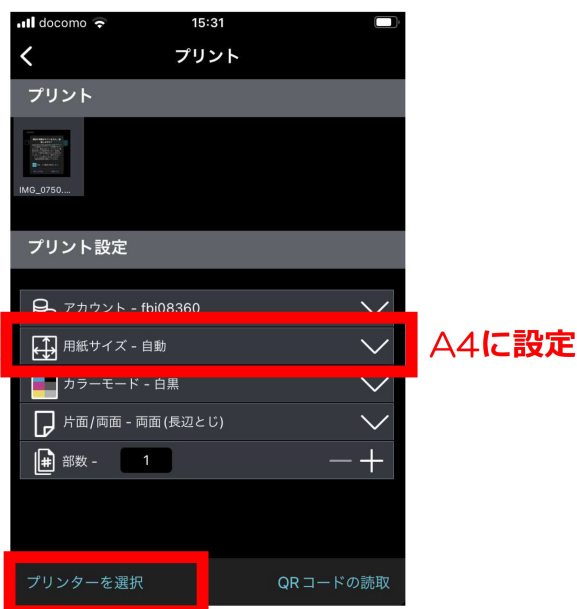 docomo 15:31
プリント
プリント
IMG_0750....
プリント設定
アカウント - fbi08360
用紙サイズ - 自動
A4に設定
カラーモード - 白黒
片面/両面 - 両面(長辺とじ)
部数 - 1
プリンターを選択 QRコードの読取